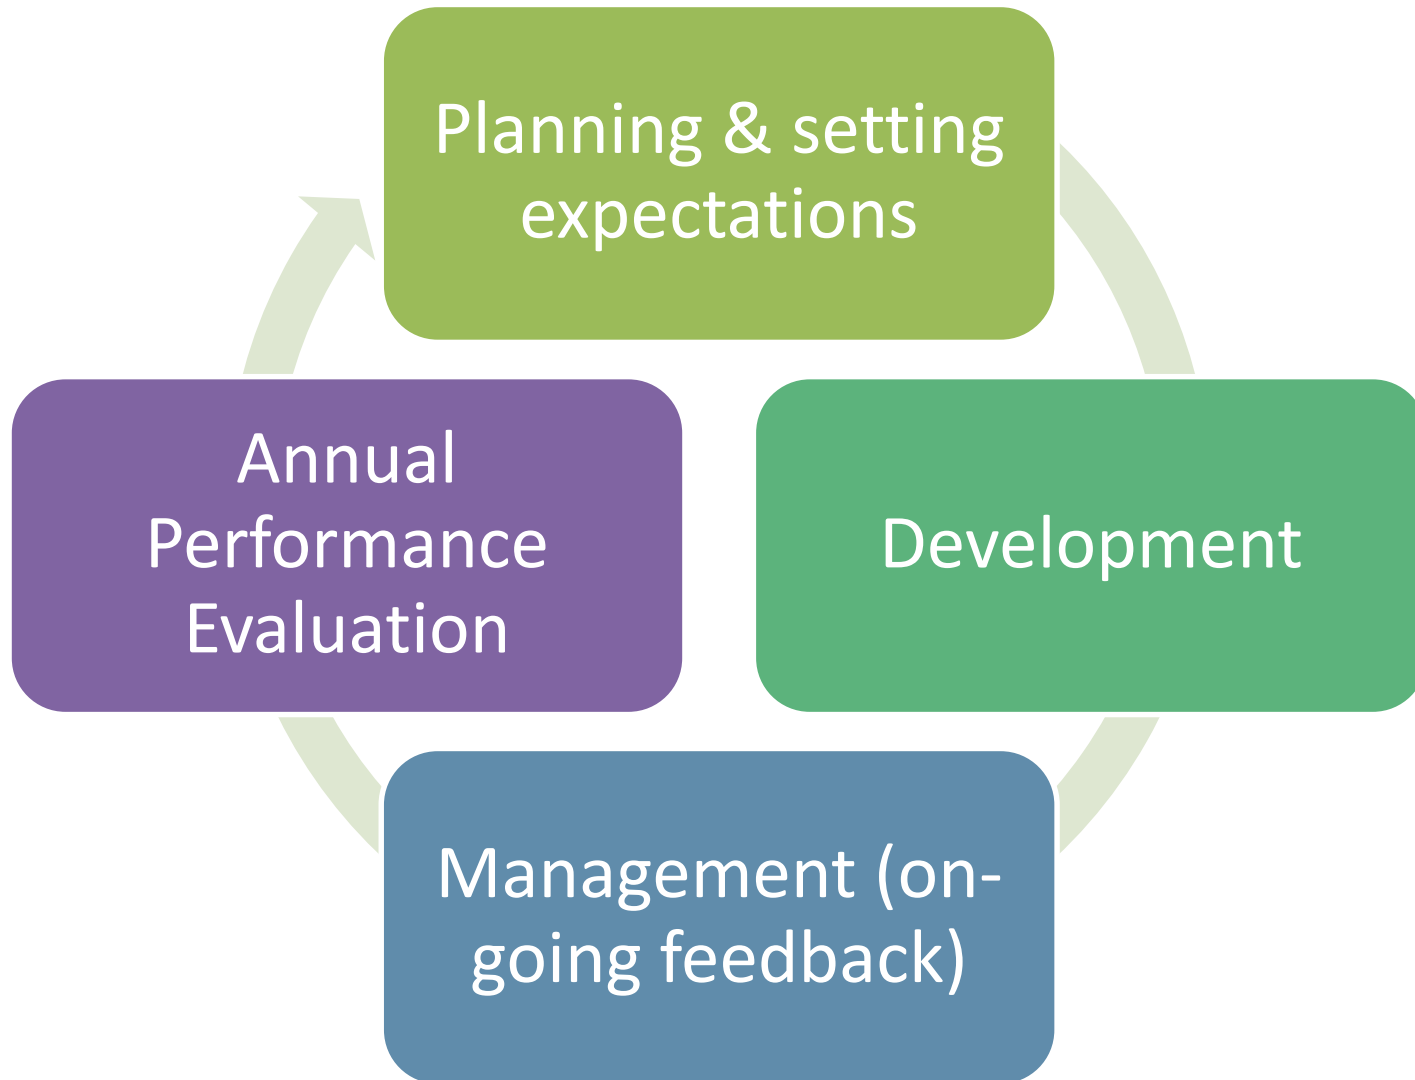 Planning & setting
expectations
Development
Management (on-
going feedback)
Annual
Performance
Evaluation